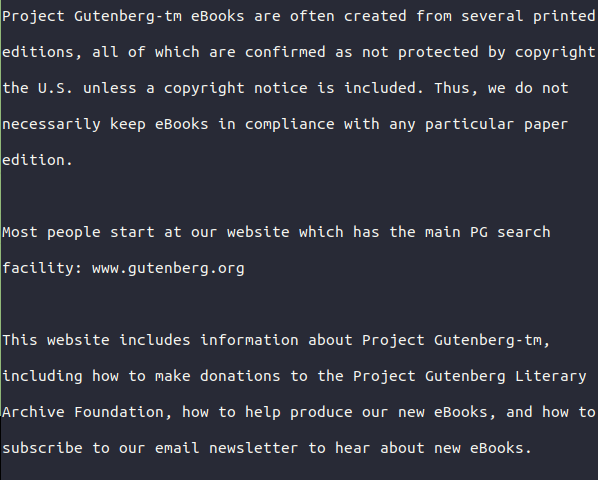 Project Gutenberg-tm eBooks are often created from several printed
editions, all of which are confirmed as not protected by copyright
the U.S. unless a copyright notice is included. Thus, we do not
necessarily keep eBooks in compliance with any particular paper
edition.
Most people start at our website which has the main PG search
facility: www.gutenberg.org
This website includes information about Project Gutenberg-tm,
including how to make donations to the Project Gutenberg Literary
Archive Foundation, how to help produce our new eBooks, and how to
subscribe to our email newsletter to hear about new eBooks.